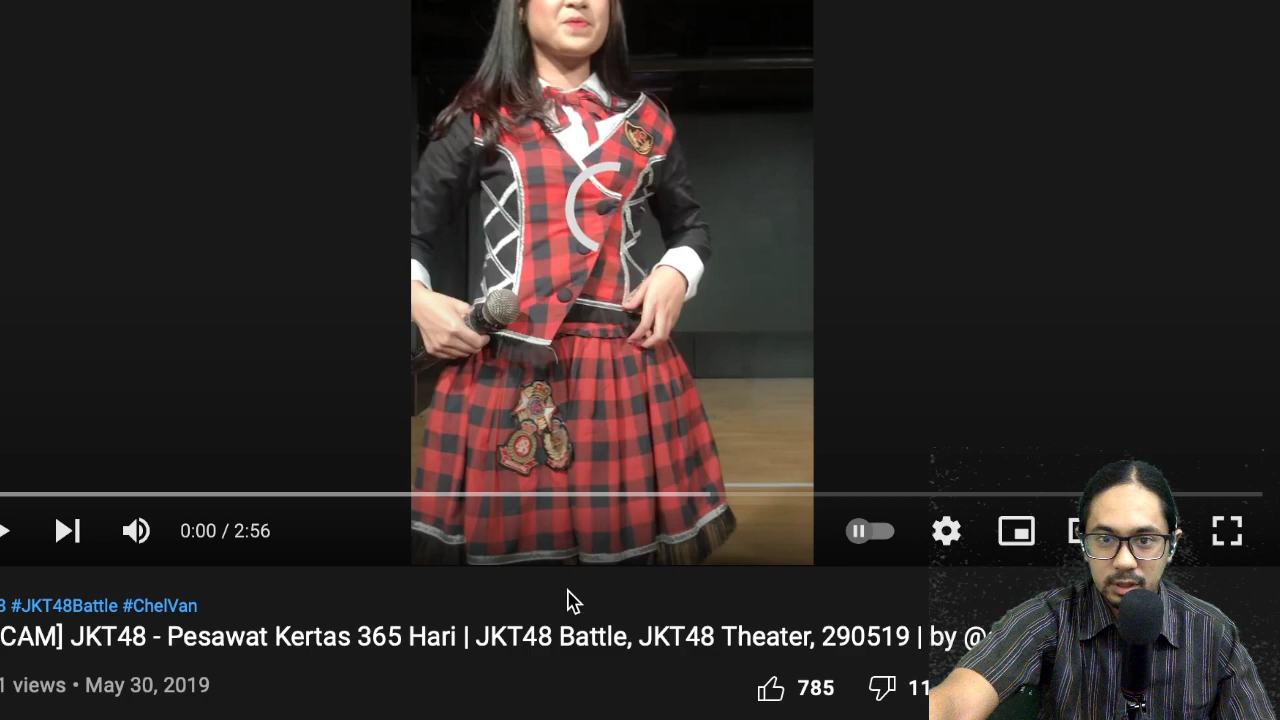 0:00 / 2:56
#JKT48Battle #ChelVan
CAM] JKT48 - Pesawat Kertas 365 Hari | JKT48 Battle, JKT48 Theater, 290519 | by @
1 views • May 30, 2019
785
11